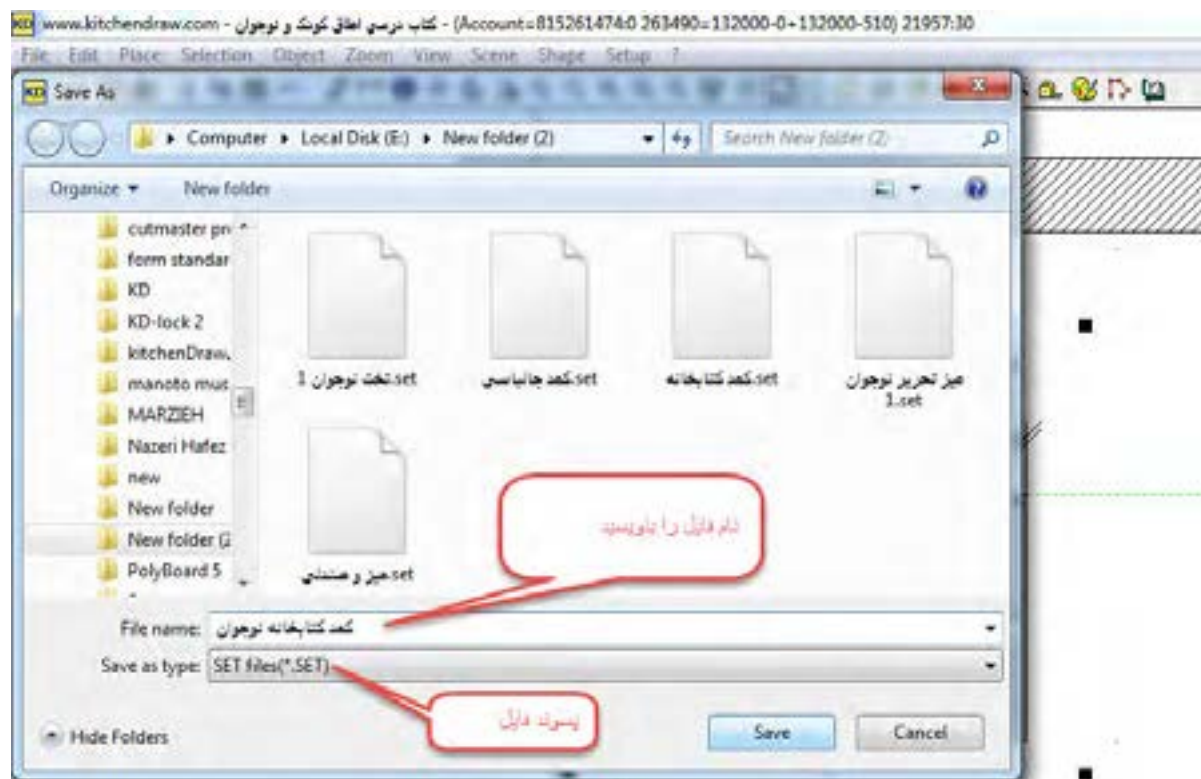 www.kitchendraw.com - کتاب درسی اطاق کودک و نوجوان - (Account=815261474:0 263490=132000-0+132000-510) 21957:30
File Edit Place Selection Object Zoom View Scene Shape Setup ?
Save As
Computer ▸ Local Disk (E:) ▸ New folder (2)
Search New folder (2)
Organize
New folder
cutmaster pr
form standar
KD
KD-lock 2
kitchenDraw.
manoto mus
MARZIEH
Nazeri Hafez
new
New folder
New folder (2
PolyBoard 5
تخت نوجوان 1.set
کمد جالباسی.set
کمد کتابخانه.set
میز تحریر نوجوان
1.set
میز و صندلی.set
نام فایل را بنویسید
File name: کمد کتابخانه نوجوان
Save as type: SET files(*.SET)
پسوند فایل
Hide Folders
Save
Cancel